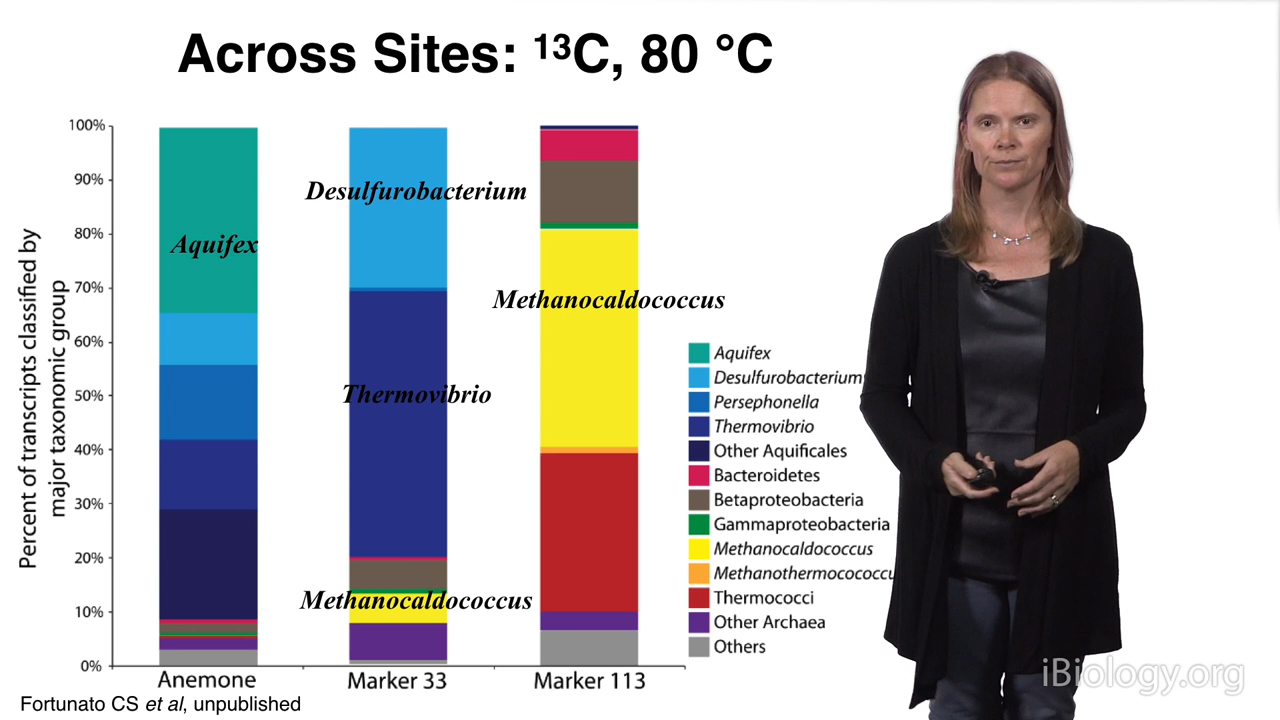 Across Sites: ¹³C, 80 °C
Percent of transcripts classified by
major taxonomic group
100%
90%
80%
70%
60%
50%
40%
30%
20%
10%
0%
Aquifex
Desulfurobacterium
Thermovibrio
Methanocaldococcus
Methanocaldococcus
Anemone
Marker 33
Marker 113
Aquifex
Desulfurobacterium
Persephonella
Thermovibrio
Other Aquificales
Bacteroidetes
Betaproteobacteria
Gammaproteobacteria
Methanocaldococcus
Methanothermococcu
Thermococci
Other Archaea
Others
Fortunato CS et al, unpublished
iBiology.org